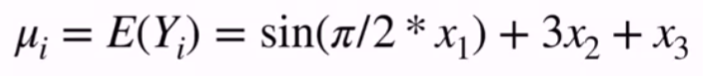 μᵢ = E(Yᵢ) = sin(π/2 * x₁) + 3x₂ + x₃